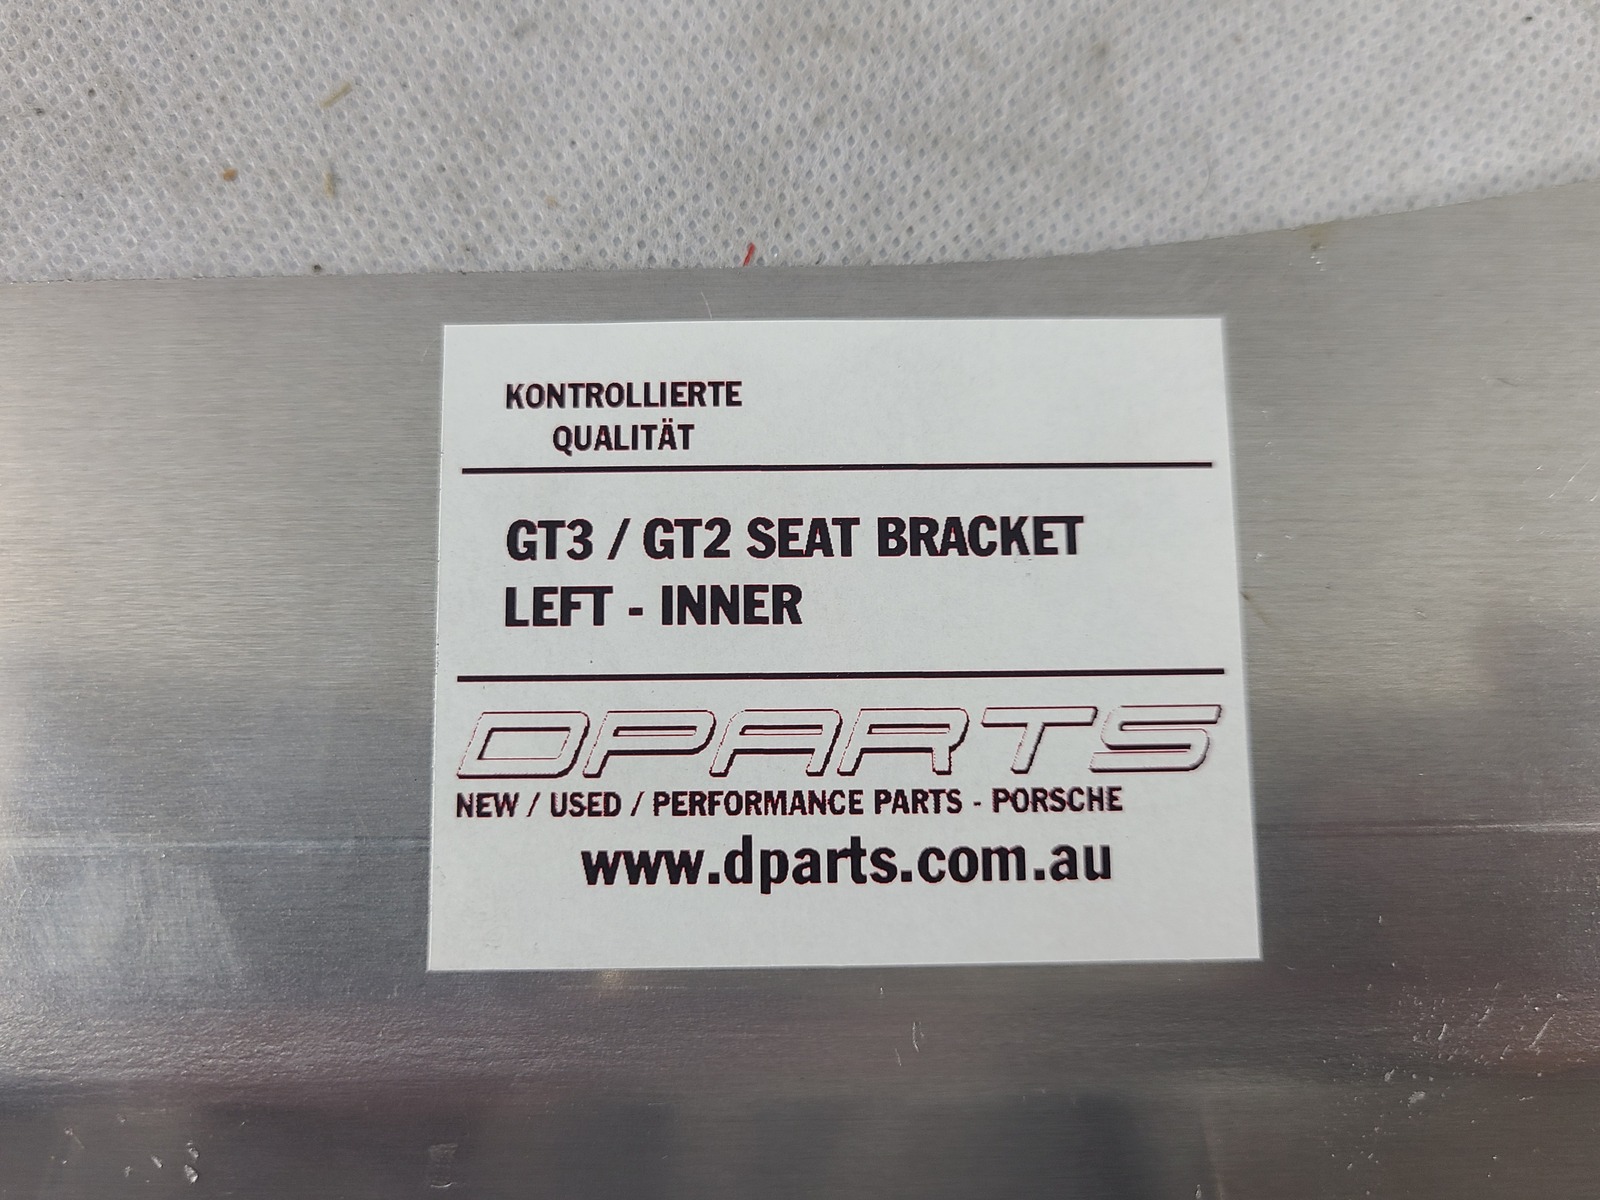 KONTROLLIERTE
QUALITÄT
GT3 / GT2 SEAT BRACKET
LEFT - INNER
DPARTS
NEW / USED / PERFORMANCE PARTS - PORSCHE
www.dparts.com.au